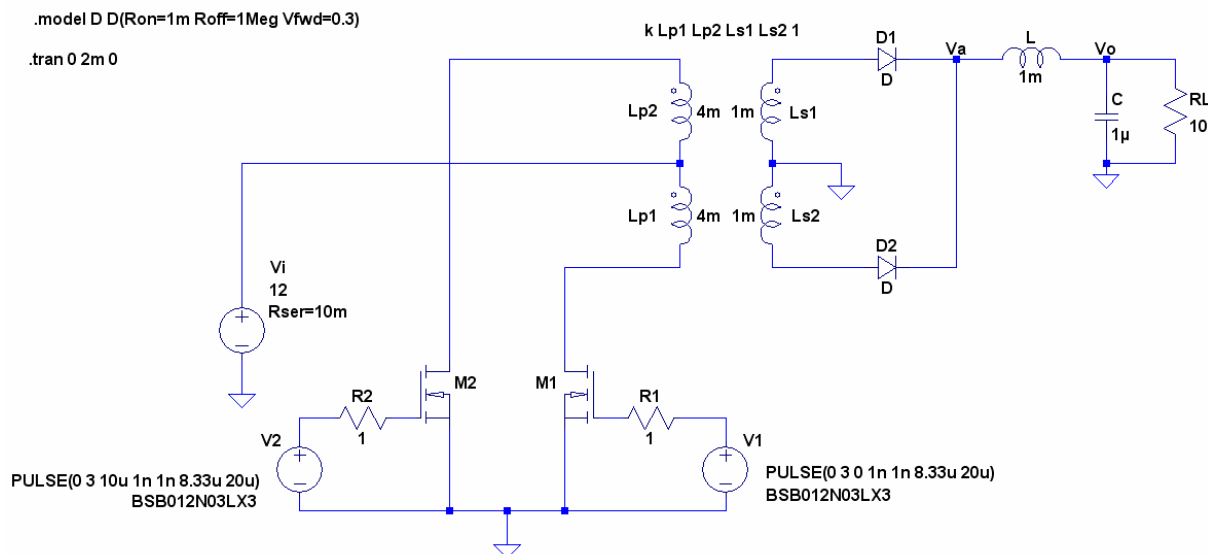 .model D D(Ron=1m Roff=1Meg Vfwd=0.3)
.tran 0 2m 0
k Lp1 Lp2 Ls1 Ls2 1
D1
D
Va
L
1m
Vo
Lp2
4m
1m
Ls1
C
1µ
RL
10
Lp1
4m
1m
Ls2
D2
D
Vi
12
Rser=10m
M2
M1
R2
1
R1
1
V2
V1
PULSE(0 3 10u 1n 1n 8.33u 20u)
BSB012N03LX3
PULSE(0 3 0 1n 1n 8.33u 20u)
BSB012N03LX3